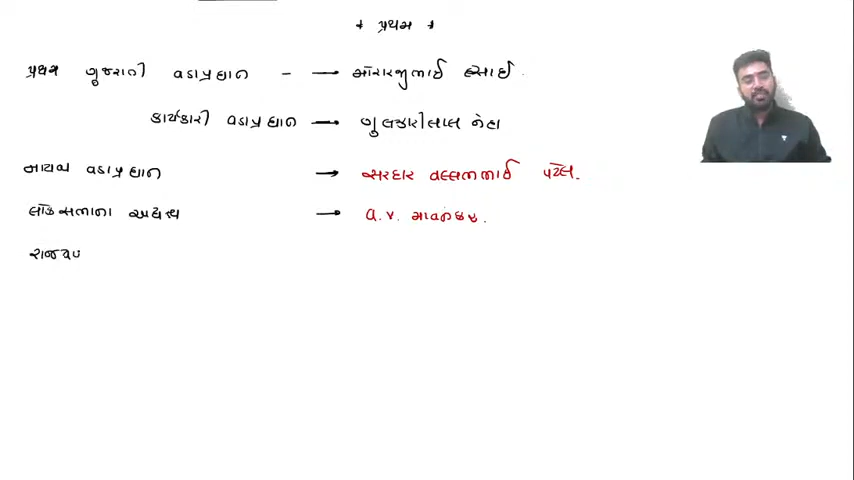 * પ્રથમ *
પ્રથમ ગુજરાતી વડાપ્રધાન - → મોરારજીભાઈ દેસાઈ.
કાર્યકારી વડાપ્રધાન → ગુલઝારીલાલ નંદા
નાયબ વડાપ્રધાન → સરદાર વલ્લભભાઈ પટેલ.
લોકસભાના અધ્યક્ષ → ગ.વ. માવલંકર.
રાજ્યપ